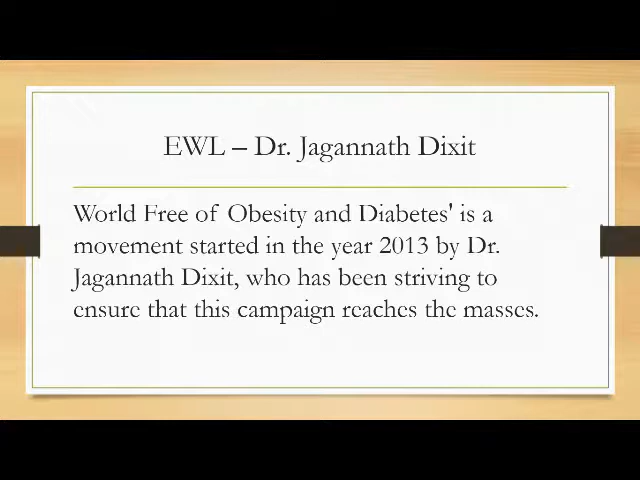 EWL – Dr. Jagannath Dixit
World Free of Obesity and Diabetes' is a
movement started in the year 2013 by Dr.
Jagannath Dixit, who has been striving to
ensure that this campaign reaches the masses.